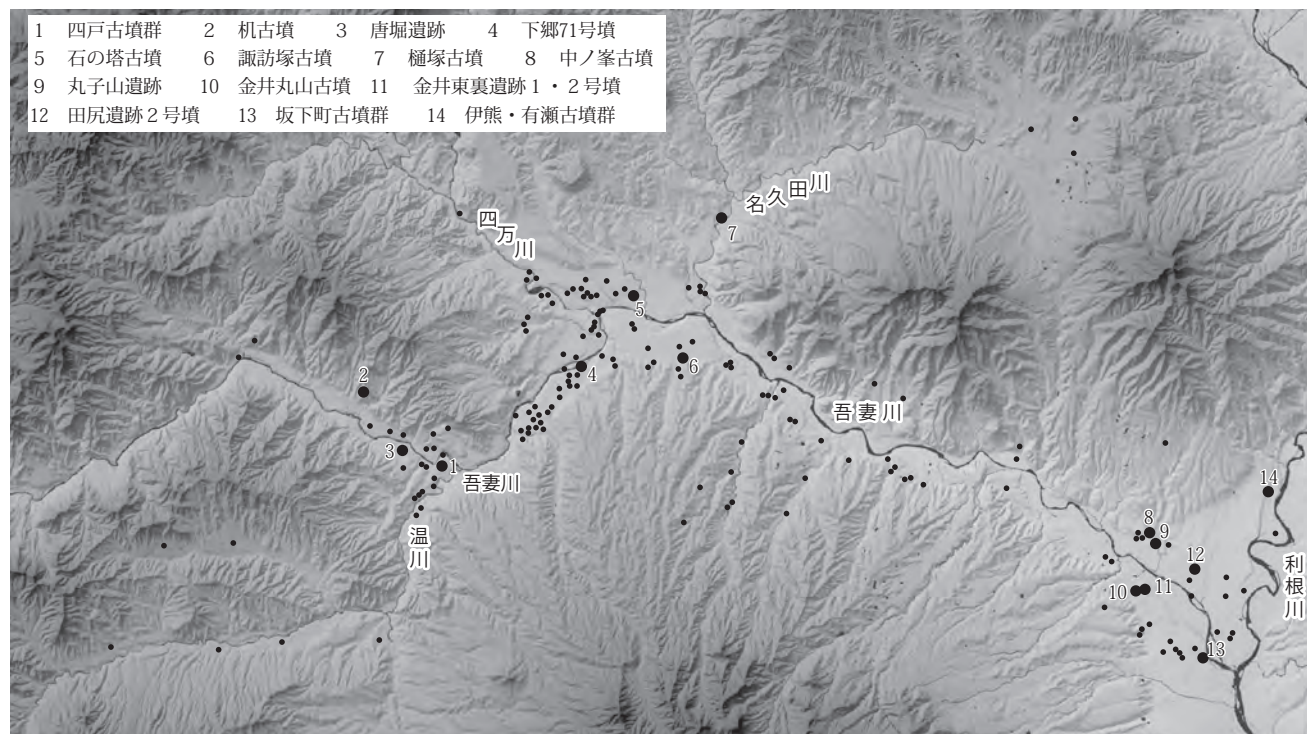 1　四戸古墳群　　2　机古墳　　3　唐堀遺跡　　4　下郷71号墳
5　石の塔古墳　　6　諏訪塚古墳　　7　樋塚古墳　　8　中ノ峯古墳
9　丸子山遺跡　　10　金井丸山古墳　11　金井東裏遺跡１・２号墳
12　田尻遺跡２号墳　　13　坂下町古墳群　　14　伊熊・有瀬古墳群
名久田川
四万川
7
5
6
2
4
吾妻川
3
1
吾妻川
14
温川
8
9
12
利根川
10
11
13